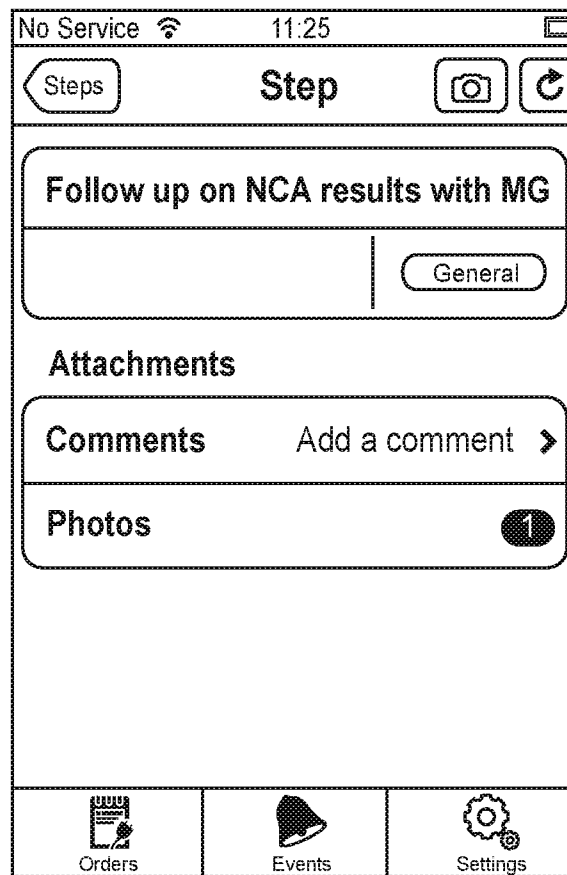 No Service 11:25
Steps Step
Follow up on NCA results with MG
General
Attachments
Comments Add a comment >
Photos 1
Orders Events Settings